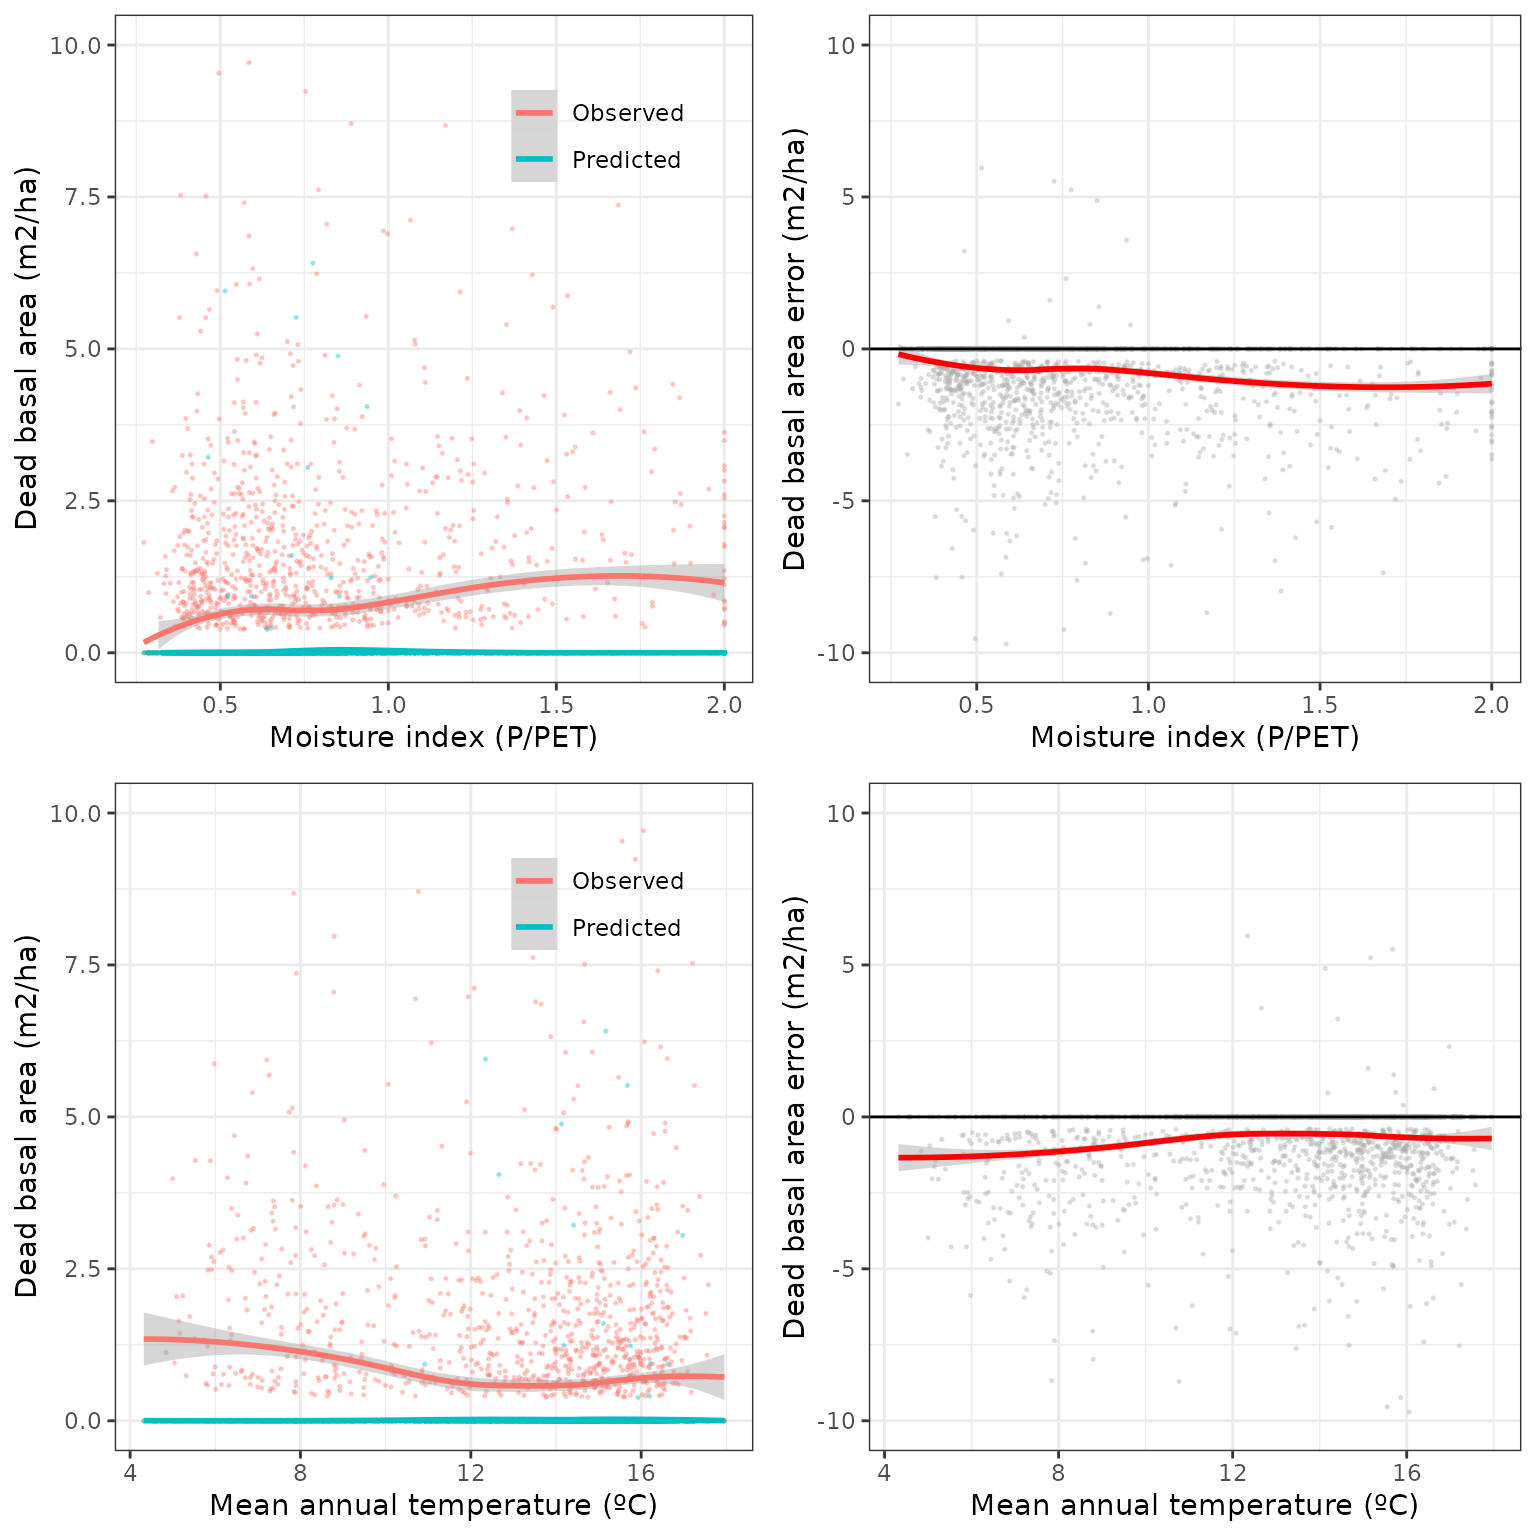 Dead basal area (m2/ha)
10.0
7.5
5.0
2.5
0.0
Observed
Predicted
0.5 1.0 1.5 2.0
Moisture index (P/PET)
Dead basal area error (m2/ha)
10
5
0
-5
-10
0.5 1.0 1.5 2.0
Moisture index (P/PET)
Dead basal area (m2/ha)
10.0
7.5
5.0
2.5
0.0
Observed
Predicted
4 8 12 16
Mean annual temperature (ºC)
Dead basal area error (m2/ha)
10
5
0
-5
-10
4 8 12 16
Mean annual temperature (ºC)